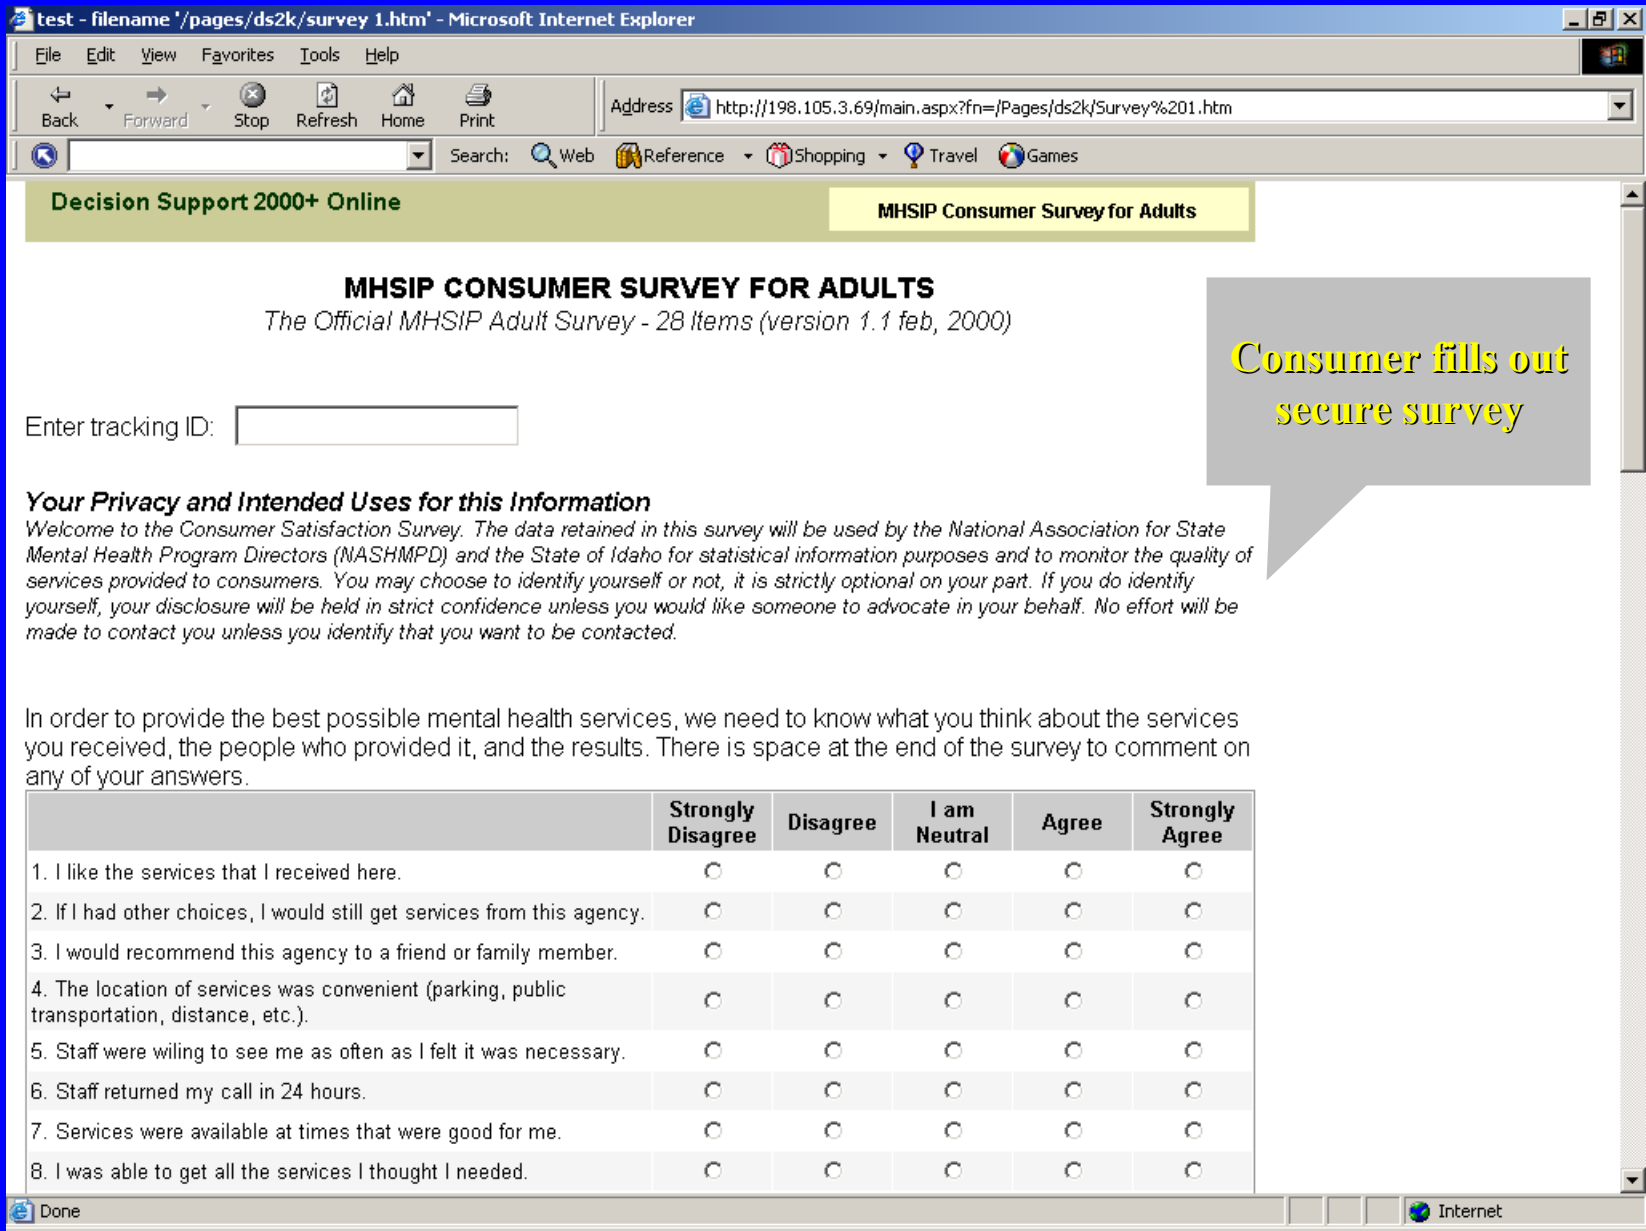 test - filename '/pages/ds2k/survey 1.htm' - Microsoft Internet Explorer
File Edit View Favorites Tools Help
Back Forward Stop Refresh Home Print
Address http://198.105.3.69/main.aspx?fn=/Pages/ds2k/Survey%201.htm
Search: Web Reference Shopping Travel Games
Decision Support 2000+ Online
MHSIP Consumer Survey for Adults
MHSIP CONSUMER SURVEY FOR ADULTS
The Official MHSIP Adult Survey - 28 Items (version 1.1 feb, 2000)
Consumer fills out
secure survey
Enter tracking ID:
Your Privacy and Intended Uses for this Information
Welcome to the Consumer Satisfaction Survey. The data retained in this survey will be used by the National Association for State
Mental Health Program Directors (NASHMPD) and the State of Idaho for statistical information purposes and to monitor the quality of
services provided to consumers. You may choose to identify yourself or not, it is strictly optional on your part. If you do identify
yourself, your disclosure will be held in strict confidence unless you would like someone to advocate in your behalf. No effort will be
made to contact you unless you identify that you want to be contacted.
In order to provide the best possible mental health services, we need to know what you think about the services
you received, the people who provided it, and the results. There is space at the end of the survey to comment on
any of your answers.
Strongly Disagree Disagree I am Neutral Agree Strongly Agree
1. I like the services that I received here.
2. If I had other choices, I would still get services from this agency.
3. I would recommend this agency to a friend or family member.
4. The location of services was convenient (parking, public
transportation, distance, etc.).
5. Staff were wiling to see me as often as I felt it was necessary.
6. Staff returned my call in 24 hours.
7. Services were available at times that were good for me.
8. I was able to get all the services I thought I needed.
Done
Internet